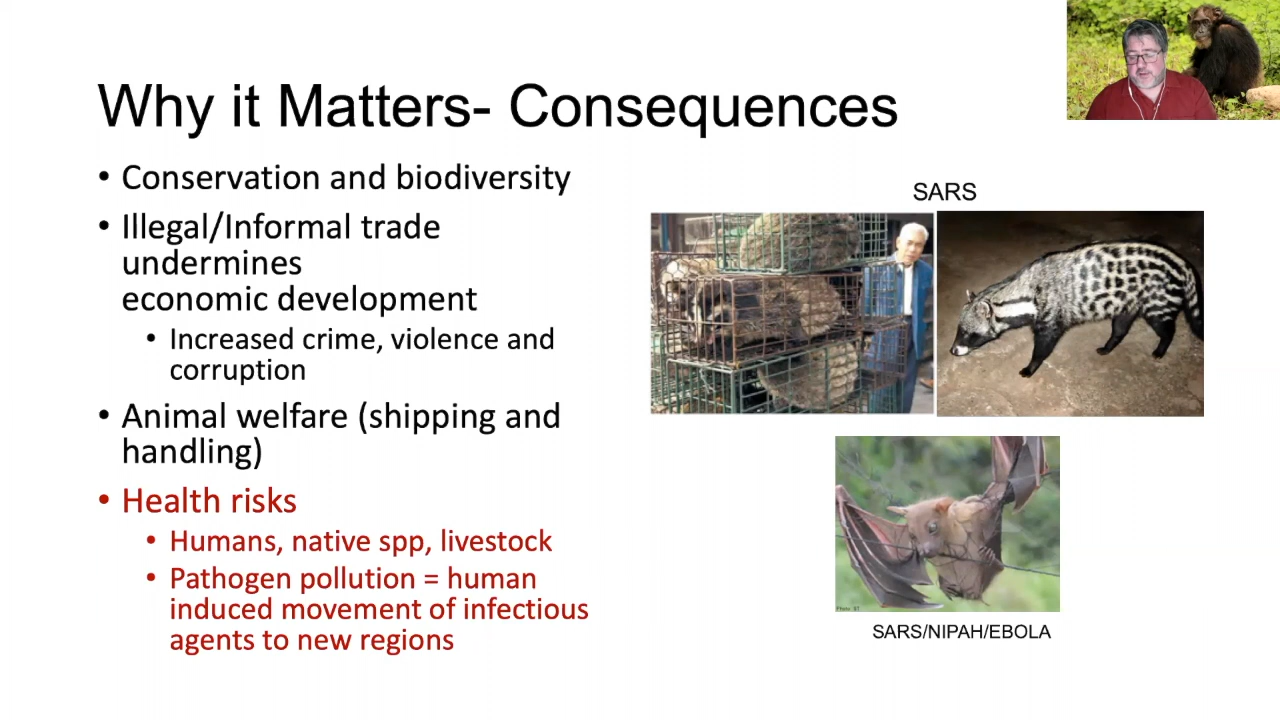 Why it Matters- Consequences
• Conservation and biodiversity
• Illegal/Informal trade
undermines
economic development
• Increased crime, violence and
corruption
• Animal welfare (shipping and
handling)
• Health risks
• Humans, native spp, livestock
• Pathogen pollution = human
induced movement of infectious
agents to new regions
SARS
SARS/NIPAH/EBOLA